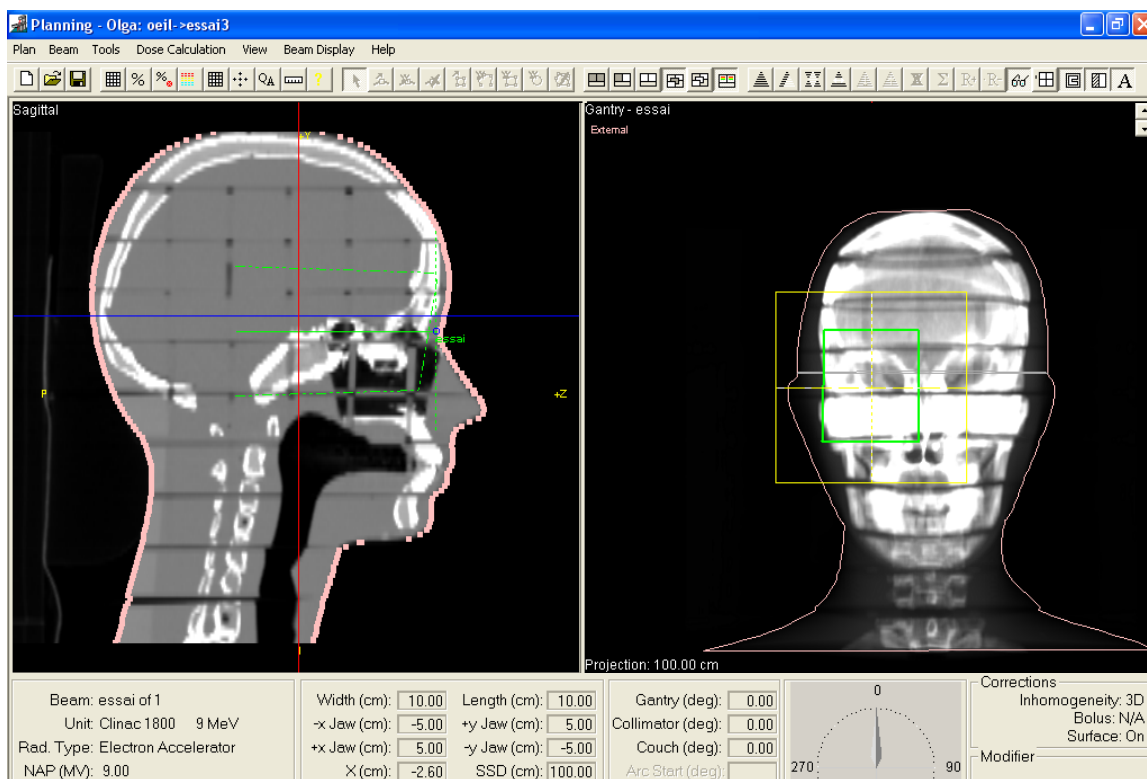 Planning - Olga: oeil->essai3
Plan Beam Tools Dose Calculation View Beam Display Help
% % QA ? Σ R+ R- A
Sagittal
Gantry - essai
External
+Y
essai
P
+Z
Projection: 100.00 cm
Beam: essai of 1
Unit: Clinac 1800 9 MeV
Rad. Type: Electron Accelerator
NAP (MV): 9.00
Width (cm): 10.00 Length (cm): 10.00
-x Jaw (cm): -5.00 +y Jaw (cm): 5.00
+x Jaw (cm): 5.00 -y Jaw (cm): -5.00
X (cm): -2.60 SSD (cm): 100.00
Gantry (deg): 0.00
Collimator (deg): 0.00
Couch (deg): 0.00
Arc Start (deg):
0
270 90
Corrections
Inhomogeneity: 3D
Bolus: N/A
Surface: On
Modifier